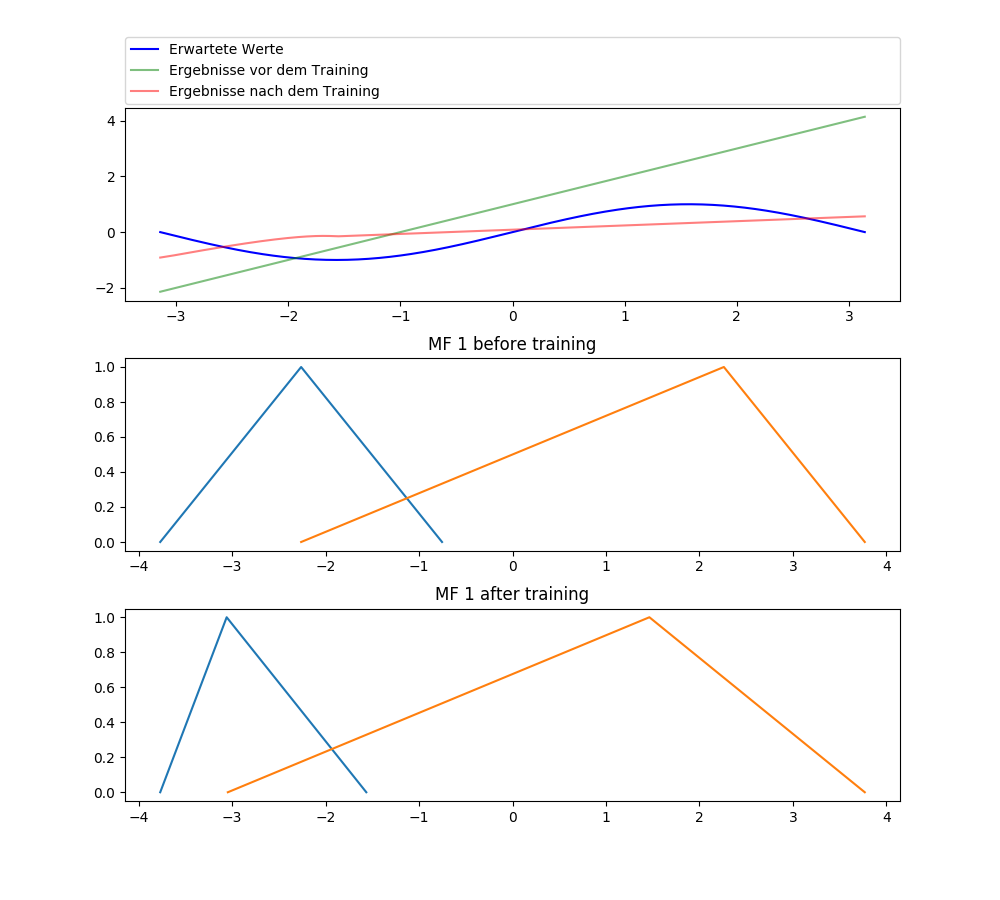 Erwartete Werte
Ergebnisse vor dem Training
Ergebnisse nach dem Training
4
2
0
−2
−3 −2 −1 0 1 2 3
MF 1 before training
1.0
0.8
0.6
0.4
0.2
0.0
−4 −3 −2 −1 0 1 2 3 4
MF 1 after training
1.0
0.8
0.6
0.4
0.2
0.0
−4 −3 −2 −1 0 1 2 3 4